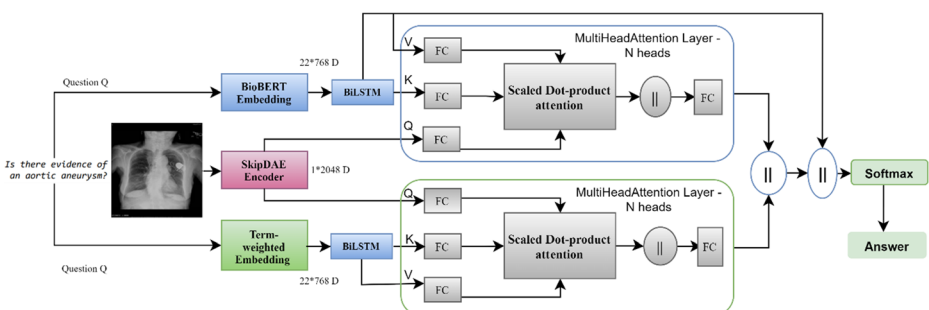 Question Q
Is there evidence of
an aortic aneurysm?
Question Q
BioBERT
Embedding
22*768 D
BiLSTM
SkipDAE
Encoder
1*2048 D
Term-
weighted
Embedding
22*768 D
BiLSTM
MultiHeadAttention Layer -
N heads
V
FC
K
FC
Q
FC
Scaled Dot-product
attention
||
FC
MultiHeadAttention Layer -
N heads
Q
FC
K
FC
V
FC
Scaled Dot-product
attention
||
FC
||
||
Softmax
Answer